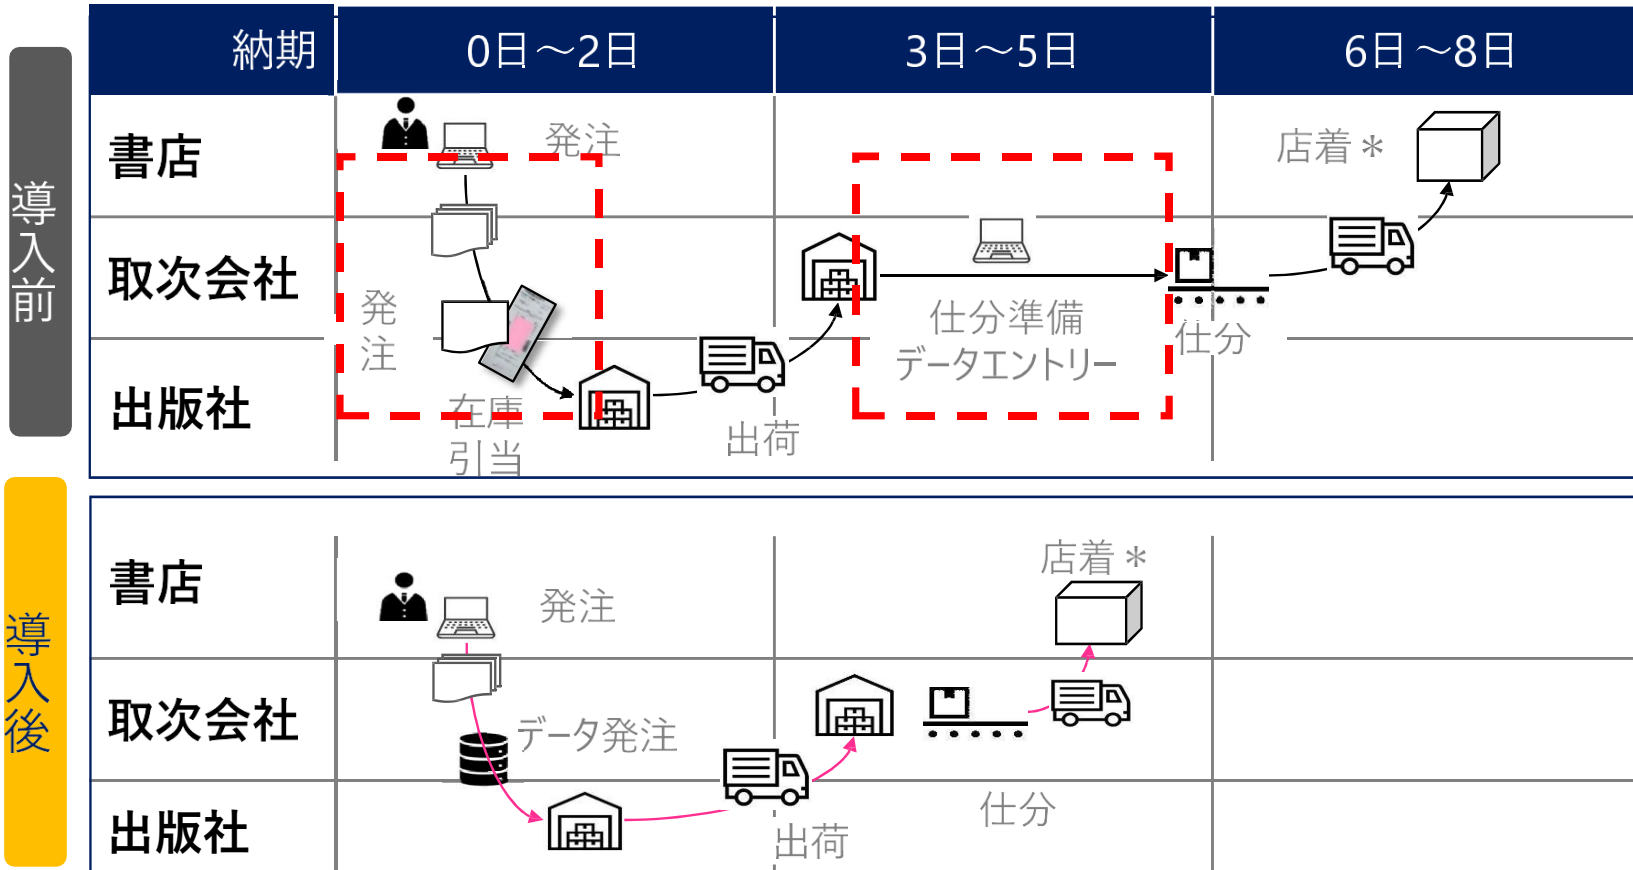 納期
0日～2日
3日～5日
6日～8日
導入前
書店
発注
店着＊
取次会社
発
注
仕分準備
データエントリー
仕分
出版社
在庫
引当
出荷
導入後
書店
発注
店着＊
取次会社
データ発注
出版社
出荷
仕分